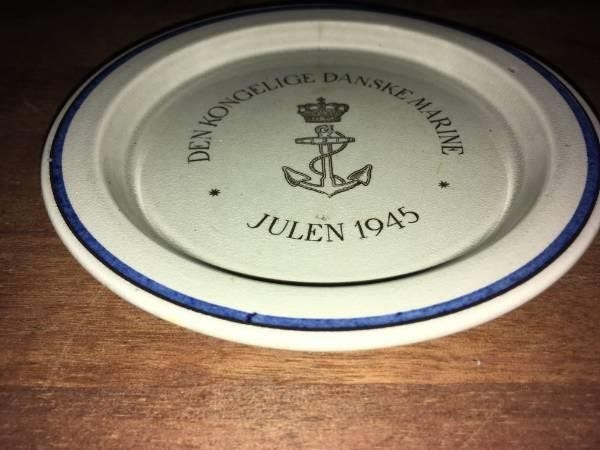 DEN KONGELIGE DANSKE MARINE
JULEN 1945